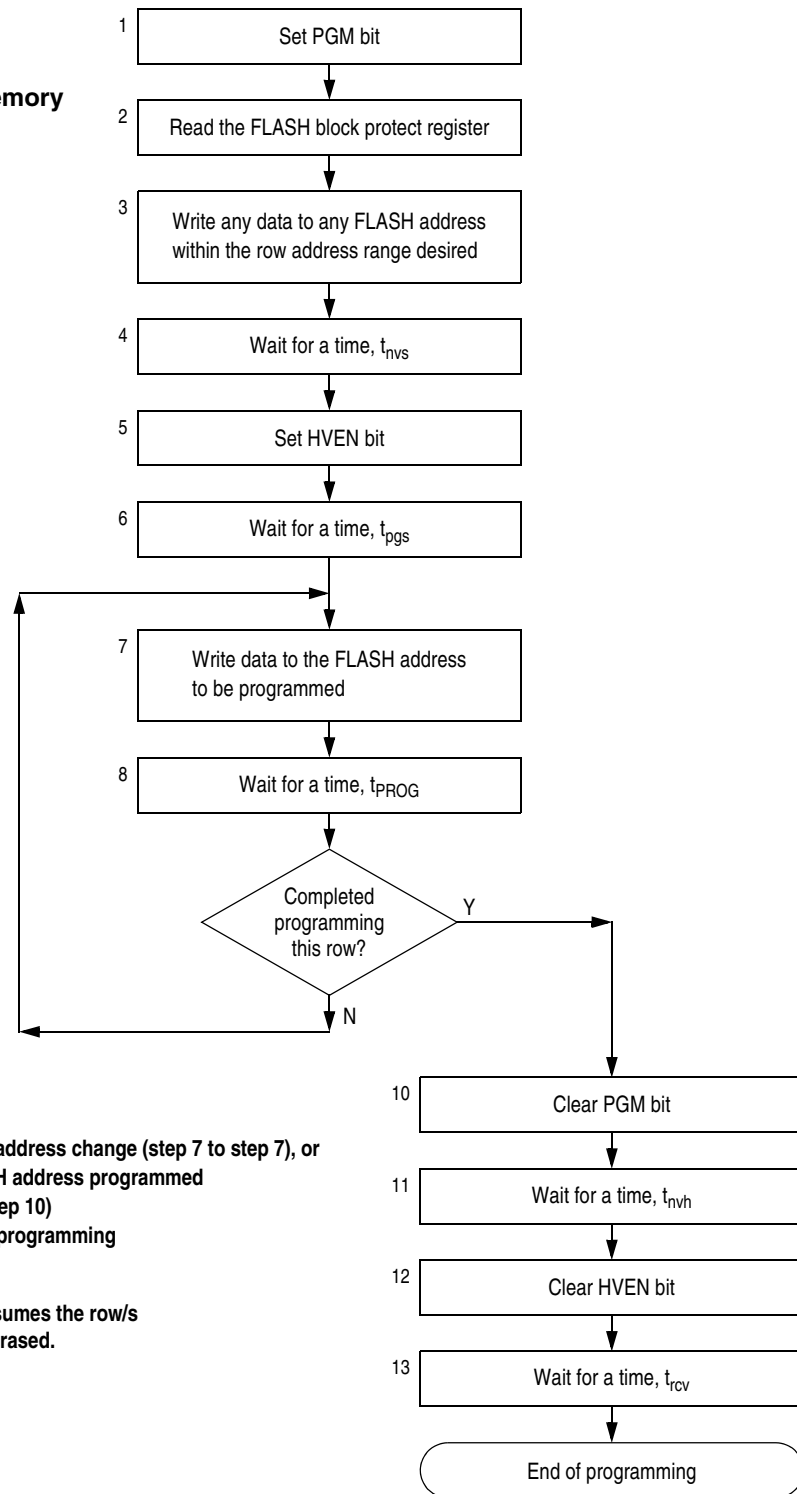 1
Set PGM bit
2
Read the FLASH block protect register
3
Write any data to any FLASH address
within the row address range desired
4
Wait for a time, tnvs
5
Set HVEN bit
6
Wait for a time, tpgs
7
Write data to the FLASH address
to be programmed
8
Wait for a time, tPROG
Completed
programming
this row?
Y
N
address change (step 7 to step 7), or
address programmed
10)
programming
the row/s
10
Clear PGM bit
11
Wait for a time, tnvh
12
Clear HVEN bit
13
Wait for a time, trcv
End of programming